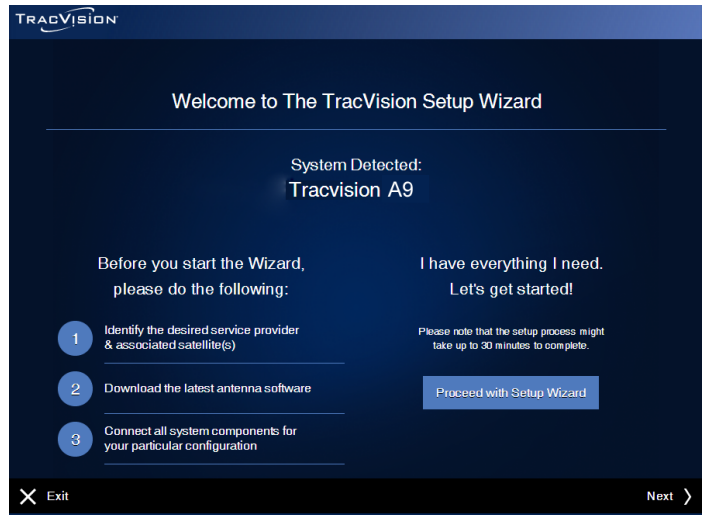 TRACVISION
Welcome to The TracVision Setup Wizard
System Detected:
Tracvision A9
Before you start the Wizard,
please do the following:
1
Identify the desired service provider
& associated satellite(s)
2
Download the latest antenna software
3
Connect all system components for
your particular configuration
I have everything I need.
Let's get started!
Please note that the setup process might
take up to 30 minutes to complete.
Proceed with Setup Wizard
Exit
Next